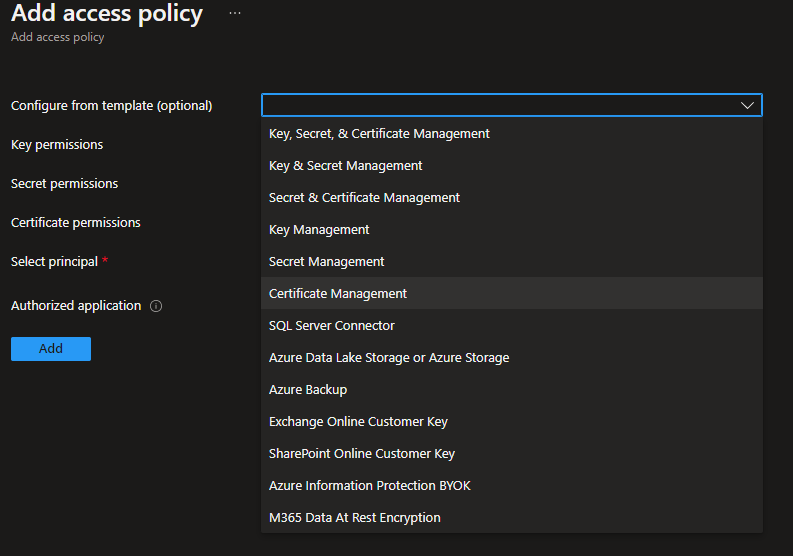 Add access policy ...
Add access policy
Configure from template (optional)
Key, Secret, & Certificate Management
Key permissions
Key & Secret Management
Secret permissions
Secret & Certificate Management
Certificate permissions
Key Management
Select principal *
Secret Management
Certificate Management
Authorized application
SQL Server Connector
Add
Azure Data Lake Storage or Azure Storage
Azure Backup
Exchange Online Customer Key
SharePoint Online Customer Key
Azure Information Protection BYOK
M365 Data At Rest Encryption